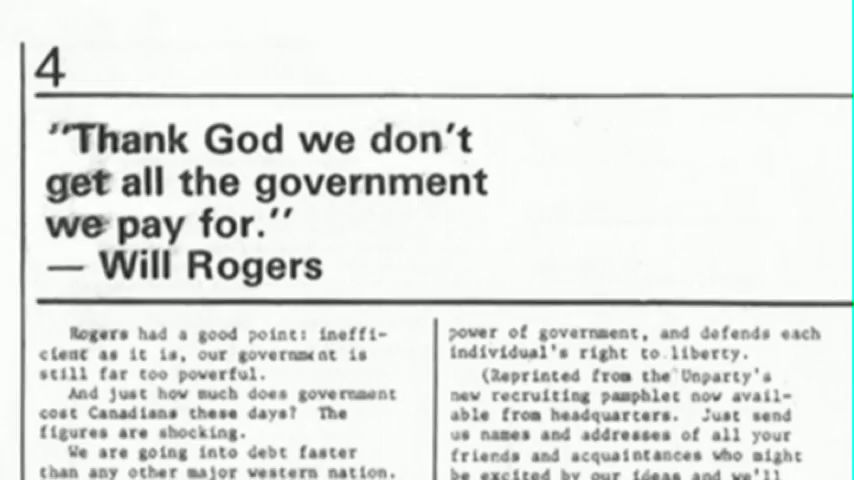 4
"Thank God we don't
get all the government
we pay for."
— Will Rogers
Rogers had a good point: ineffi-
cient as it is, our government is
still far too powerful.
And just how much does government
cost Canadians these days? The
figures are shocking.
We are going into debt faster
than any other major western nation.
power of government, and defends each
individual's right to liberty.
(Reprinted from the Unparty's
new recruiting pamphlet now avail-
able from headquarters. Just send
us names and addresses of all your
friends and acquaintances who might
be excited by our ideas and we'll